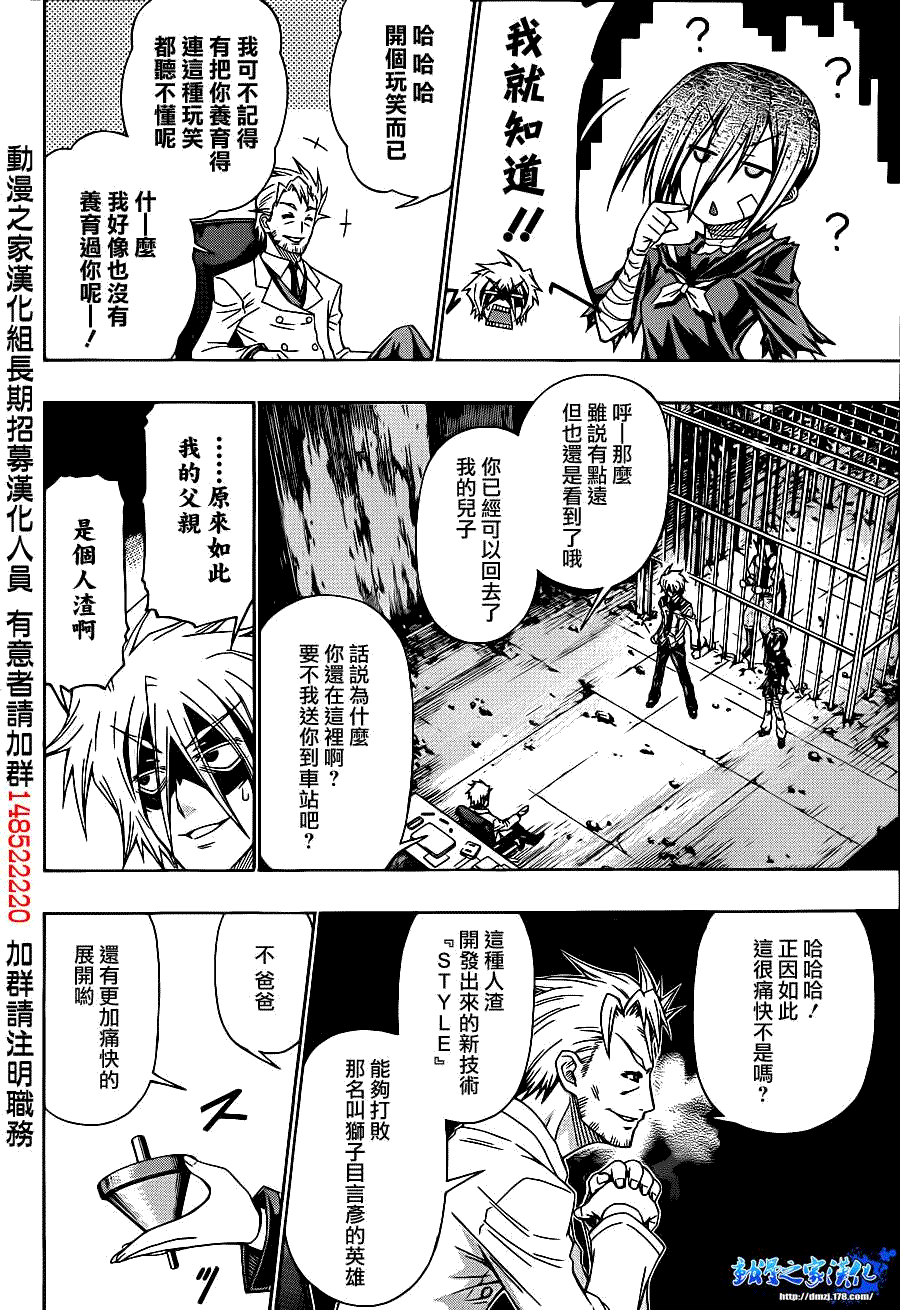 ？
？
？
我就知道！！
哈哈哈
開個玩笑而已
我可不記得
有把你養育得
連這種玩笑
都聽不懂呢
什—麼
我好像也沒有
養育過你呢—！
呼—那麼
雖說有點遠
但也還是看到了哦
你已經可以回去了
我的兒子
話說為什麼
你還在這裡啊？
要不我送你到車站吧？
……原來如此
我的父親
是個人渣啊
哈哈哈！
正因如此
這很痛快不是嗎？
這種人渣
開發出來的新技術
『STYLE』
能夠打敗
那名叫獅子目言彥的英雄
不爸爸
還有更加痛快的
展開喲
動漫之家漢化組長期招募漢化人員 有意者請加群148522220 加群請注明職務
動漫之家漢化
http://dmzj.178.com/